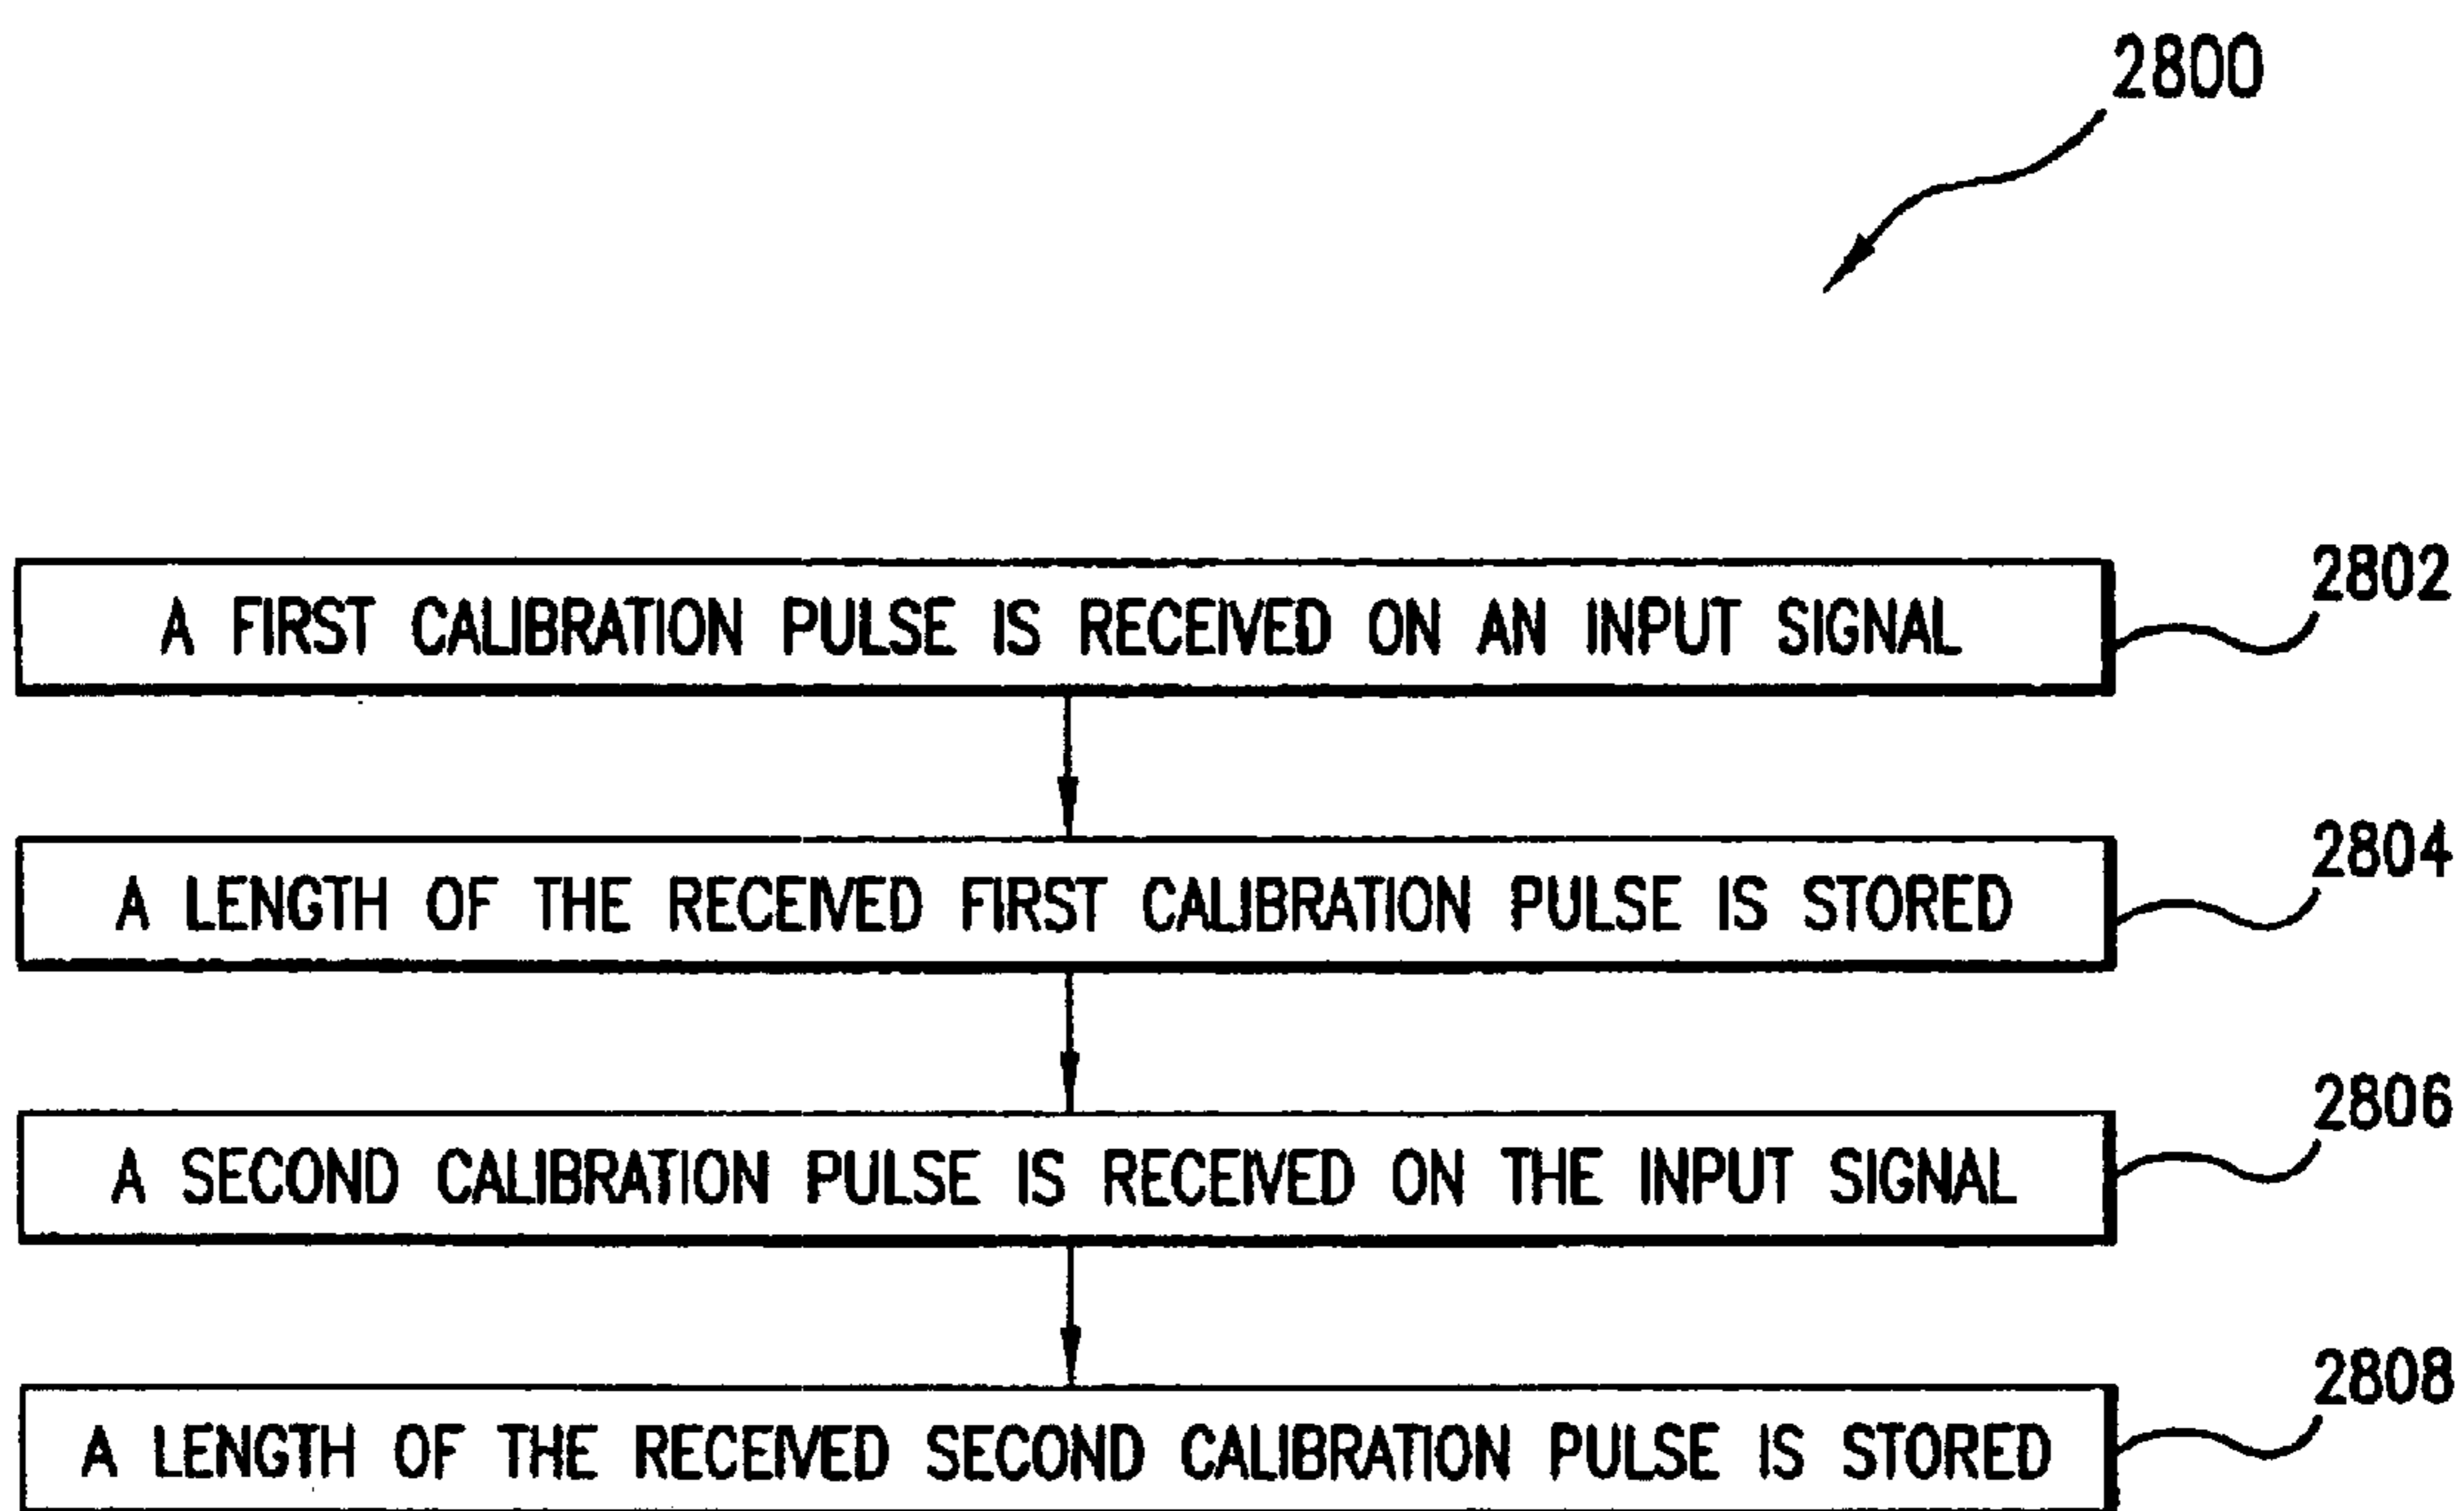 2800
A FIRST CALIBRATION PULSE IS RECEIVED ON AN INPUT SIGNAL
2802
A LENGTH OF THE RECEIVED FIRST CALIBRATION PULSE IS STORED
2804
A SECOND CALIBRATION PULSE IS RECEIVED ON THE INPUT SIGNAL
2806
A LENGTH OF THE RECEIVED SECOND CALIBRATION PULSE IS STORED
2808